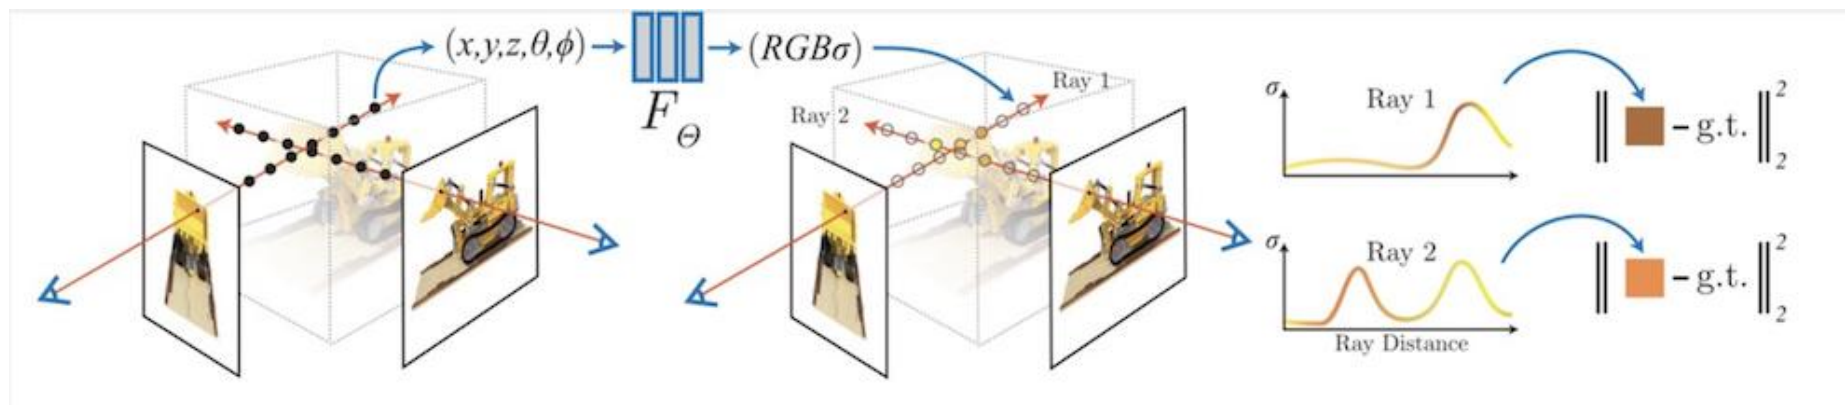 (x,y,z,θ,ϕ)
(RGBσ)
F_Θ
Ray 1
Ray 2
σ
Ray 1
|| – g.t. ||²₂
σ
Ray 2
Ray Distance
|| – g.t. ||²₂